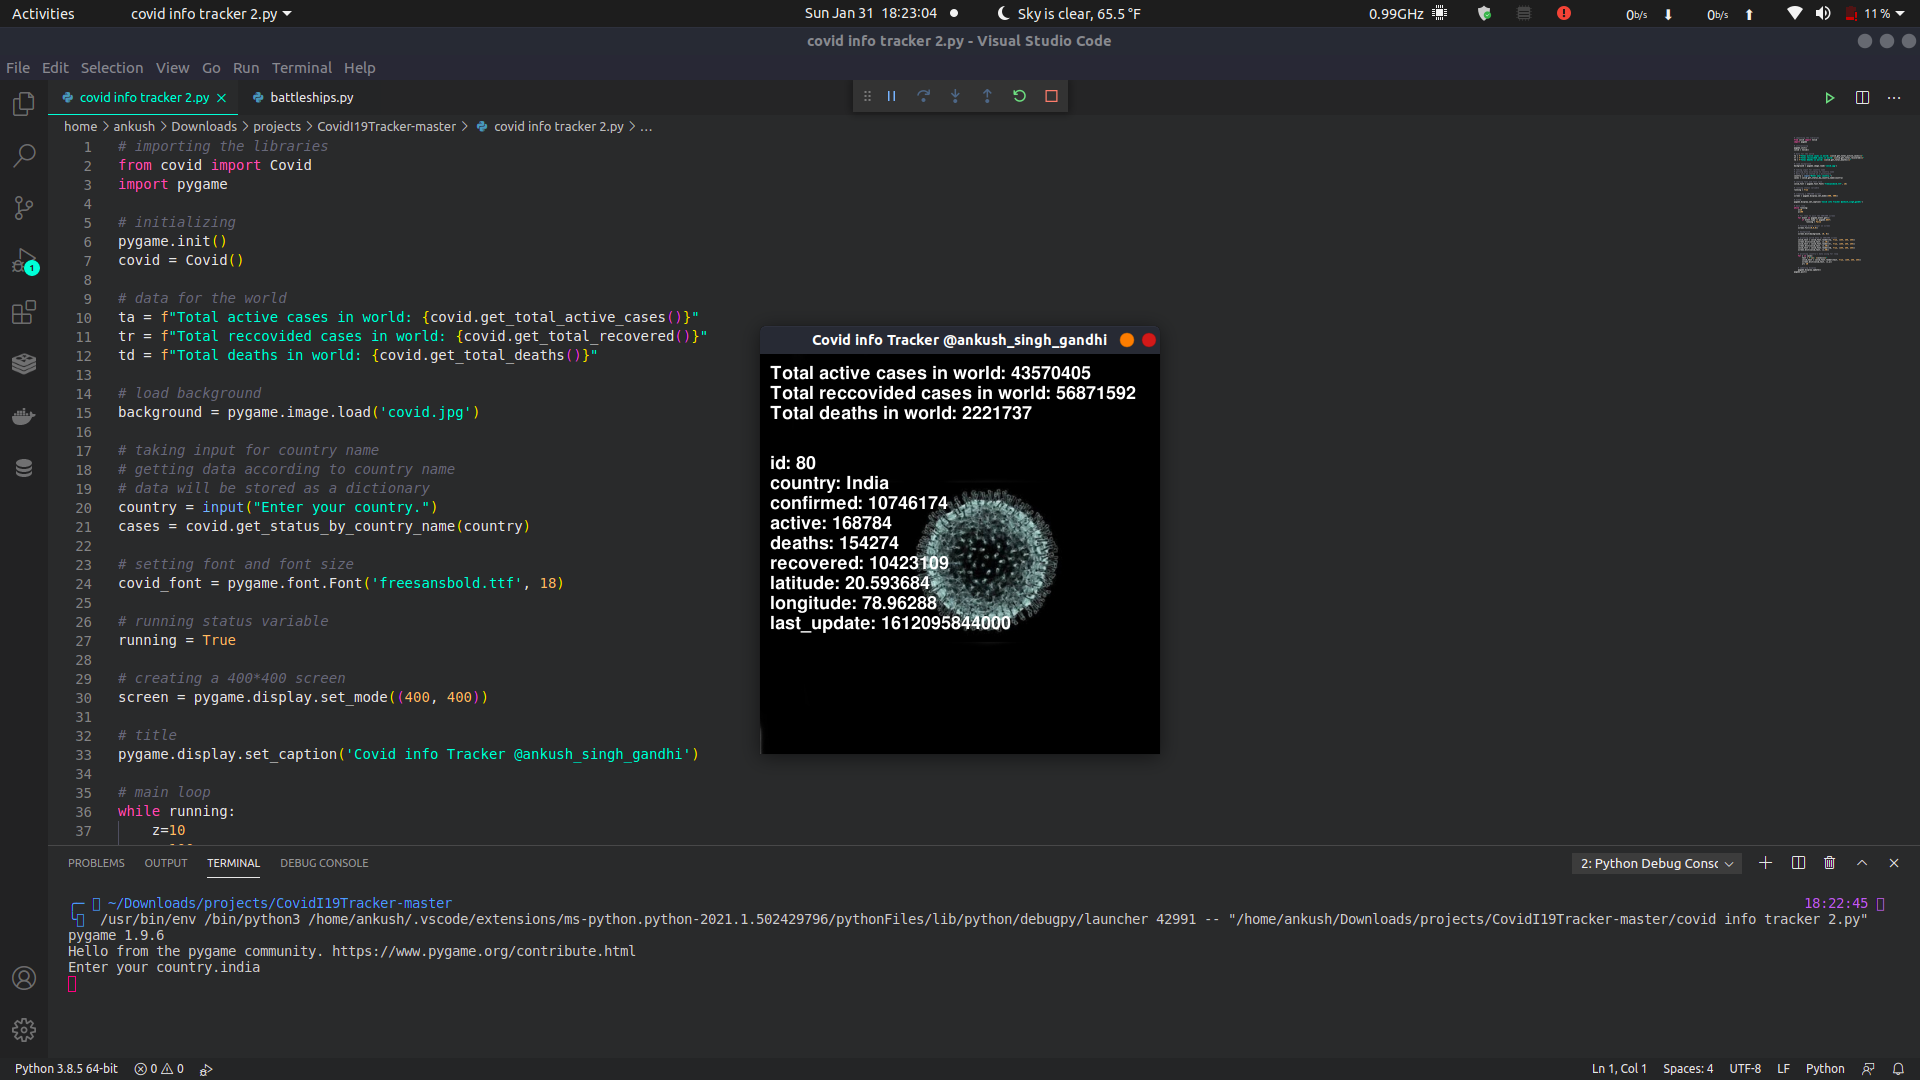 Activities
covid info tracker 2.py
Sun Jan 31 18:23:04
Sky is clear, 65.5 °F
0.99GHz
0b/s
0b/s
11 %
covid info tracker 2.py - Visual Studio Code
File Edit Selection View Go Run Terminal Help
covid info tracker 2.py
battleships.py
home > ankush > Downloads > projects > CovidI19Tracker-master > covid info tracker 2.py > ...
1 # importing the libraries
2 from covid import Covid
3 import pygame
4
5 # initializing
6 pygame.init()
7 covid = Covid()
8
9 # data for the world
10 ta = f"Total active cases in world: {covid.get_total_active_cases()}"
11 tr = f"Total reccovided cases in world: {covid.get_total_recovered()}"
12 td = f"Total deaths in world: {covid.get_total_deaths()}"
13
14 # load background
15 background = pygame.image.load('covid.jpg')
16
17 # taking input for country name
18 # getting data according to country name
19 # data will be stored as a dictionary
20 country = input("Enter your country.")
21 cases = covid.get_status_by_country_name(country)
22
23 # setting font and font size
24 covid_font = pygame.font.Font('freesansbold.ttf', 18)
25
26 # running status variable
27 running = True
28
29 # creating a 400*400 screen
30 screen = pygame.display.set_mode((400, 400))
31
32 # title
33 pygame.display.set_caption('Covid info Tracker @ankush_singh_gandhi')
34
35 # main loop
36 while running:
37 z=10
Covid info Tracker @ankush_singh_gandhi
Total active cases in world: 43570405
Total reccovided cases in world: 56871592
Total deaths in world: 2221737
id: 80
country: India
confirmed: 10746174
active: 168784
deaths: 154274
recovered: 10423109
latitude: 20.593684
longitude: 78.96288
last_update: 1612095844000
PROBLEMS OUTPUT TERMINAL DEBUG CONSOLE
2: Python Debug Consc
~/Downloads/projects/CovidI19Tracker-master
18:22:45
/usr/bin/env /bin/python3 /home/ankush/.vscode/extensions/ms-python.python-2021.1.502429796/pythonFiles/lib/python/debugpy/launcher 42991 -- "/home/ankush/Downloads/projects/CovidI19Tracker-master/covid info tracker 2.py"
pygame 1.9.6
Hello from the pygame community. https://www.pygame.org/contribute.html
Enter your country.india
Python 3.8.5 64-bit
0
0
Ln 1, Col 1
Spaces: 4
UTF-8
LF
Python
1